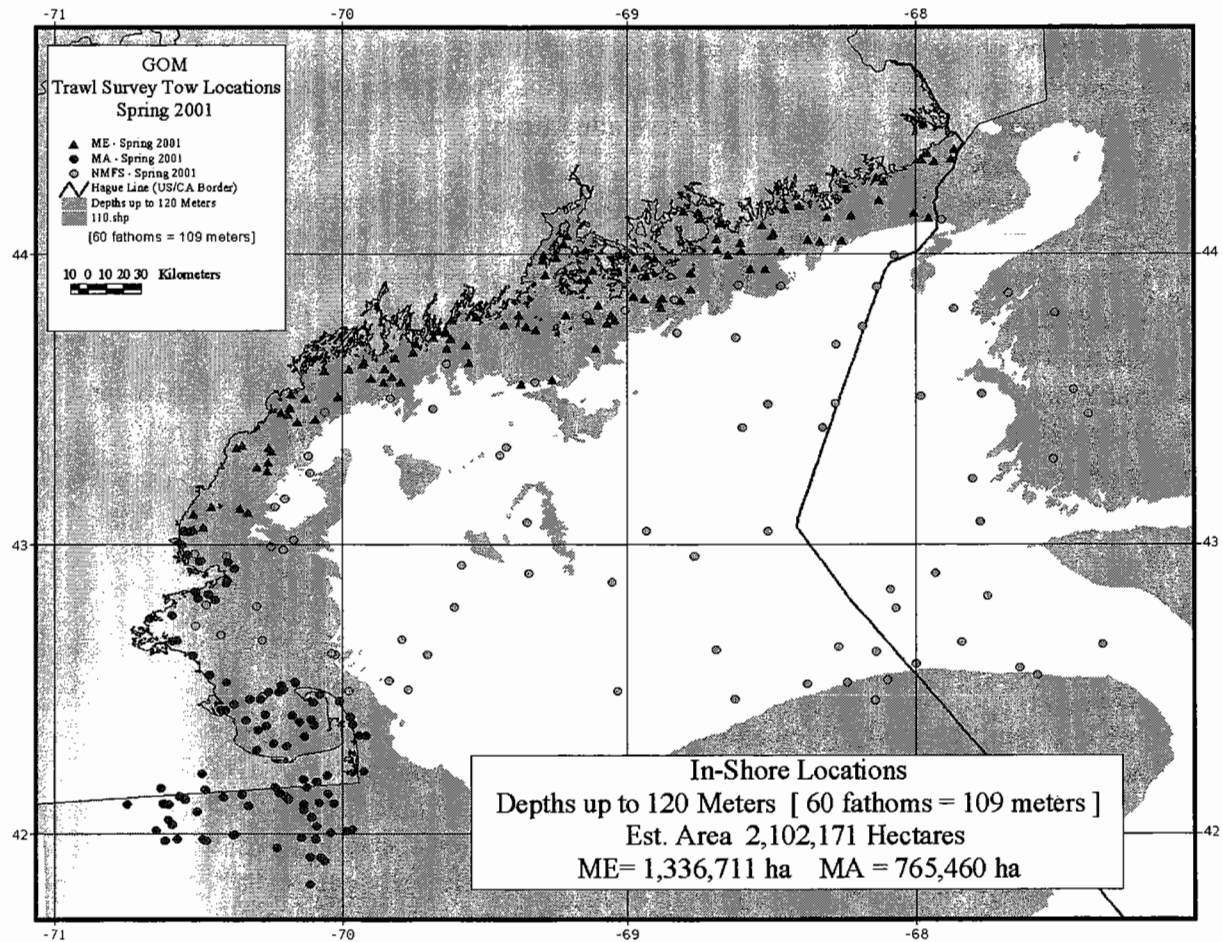 -71 -70 -69 -68
GOM
Trawl Survey Tow Locations
Spring 2001
ME - Spring 2001
MA - Spring 2001
NMFS - Spring 2001
Hague Line (US/CA Border)
Depths up to 120 Meters
110.shp
[60 fathoms = 109 meters]
10 0 10 20 30 Kilometers
44 44
43 43
42 42
In-Shore Locations
Depths up to 120 Meters [ 60 fathoms = 109 meters ]
Est. Area 2,102,171 Hectares
ME= 1,336,711 ha MA = 765,460 ha
-71 -70 -69 -68